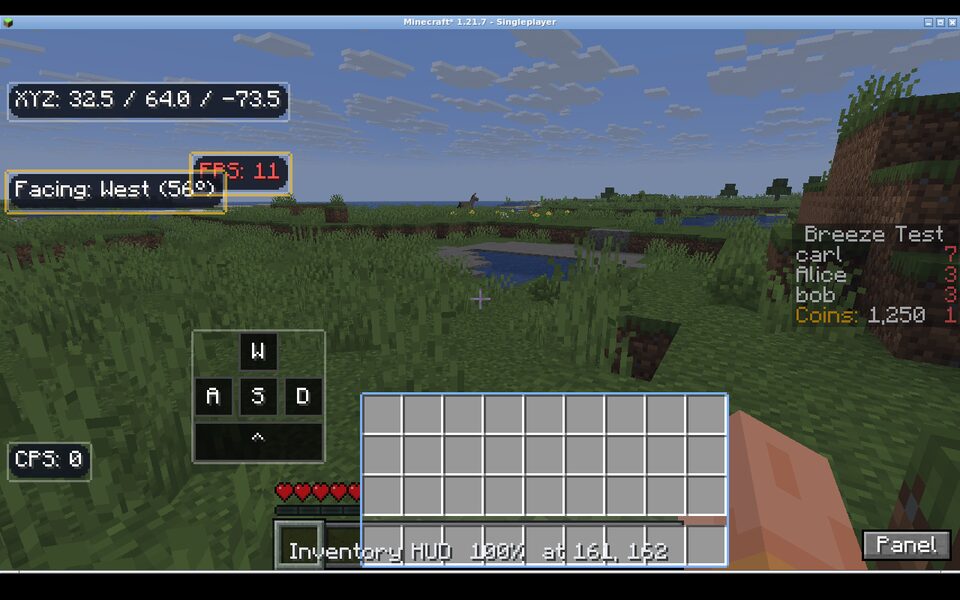 Minecraft* 1.21.7 - Singleplayer
XYZ: 32.5 / 64.0 / -73.5
FPS: 11
Facing: West (56°)
Breeze Test
carl 7
Alice 3
bob 3
Coins: 1,250 1
W
A S D
^
CPS: 0
Inventory HUD 100% at 161, 162
Panel